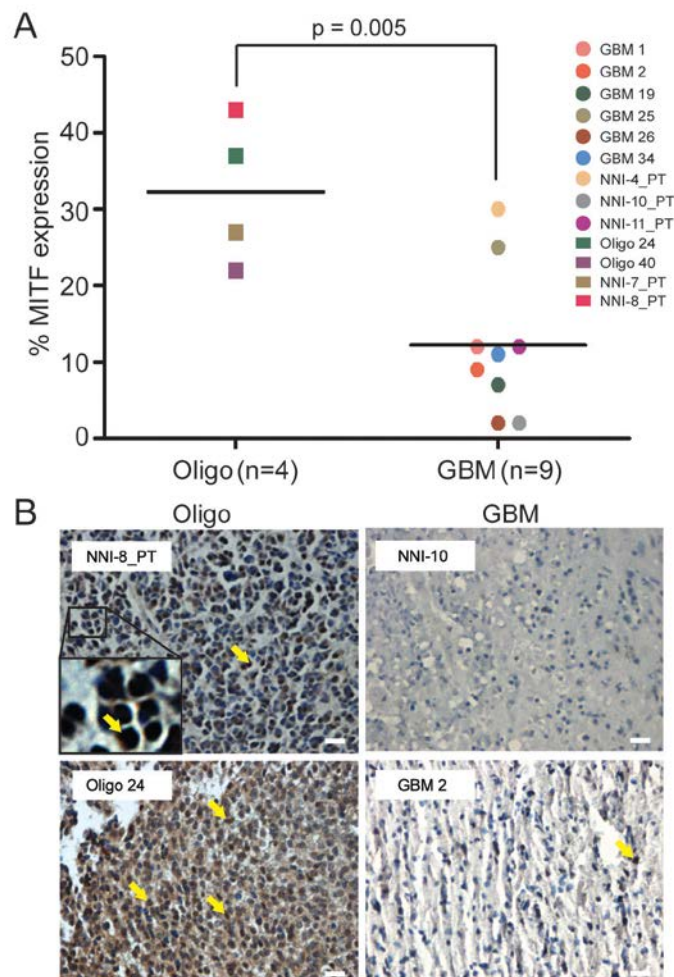 A
p = 0.005
50
40
30
20
10
0
% MITF expression
Oligo (n=4)
GBM (n=9)
GBM 1
GBM 2
GBM 19
GBM 25
GBM 26
GBM 34
NNI-4_PT
NNI-10_PT
NNI-11_PT
Oligo 24
Oligo 40
NNI-7_PT
NNI-8_PT
B
Oligo
GBM
NNI-8_PT
NNI-10
Oligo 24
GBM 2